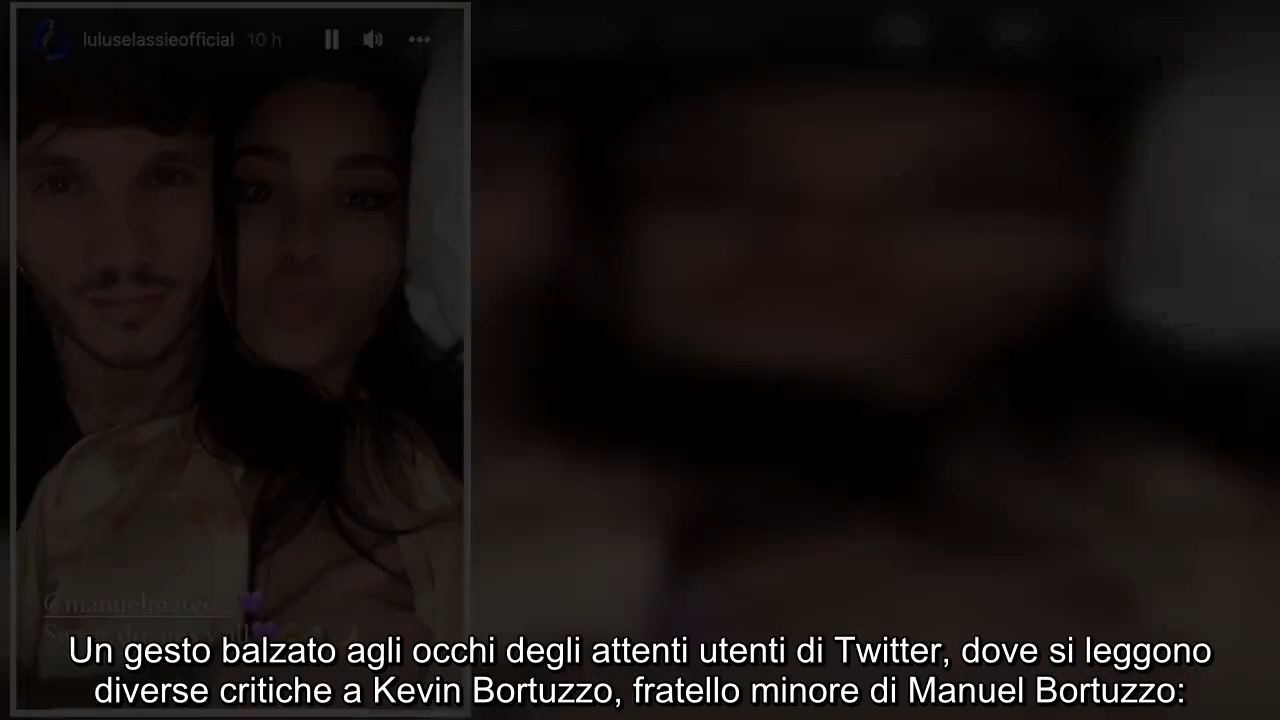 luluselassieofficial 10 h
Un gesto balzato agli occhi degli attenti utenti di Twitter, dove si leggono
diverse critiche a Kevin Bortuzzo, fratello minore di Manuel Bortuzzo: